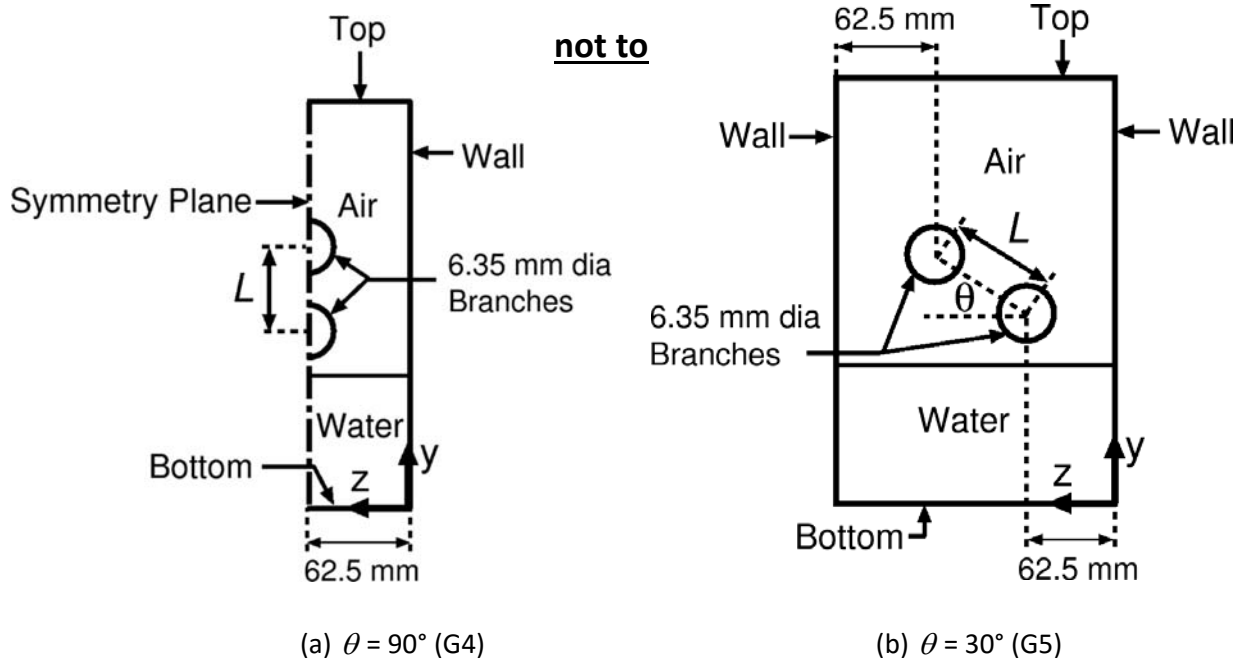 Top
not to
Wall
Symmetry Plane
Air
L
6.35 mm dia
Branches
Water
Bottom
z
y
62.5 mm
(a) θ = 90° (G4)
62.5 mm
Top
Wall
Wall
Air
L
θ
6.35 mm dia
Branches
Water
z
y
Bottom
62.5 mm
(b) θ = 30° (G5)